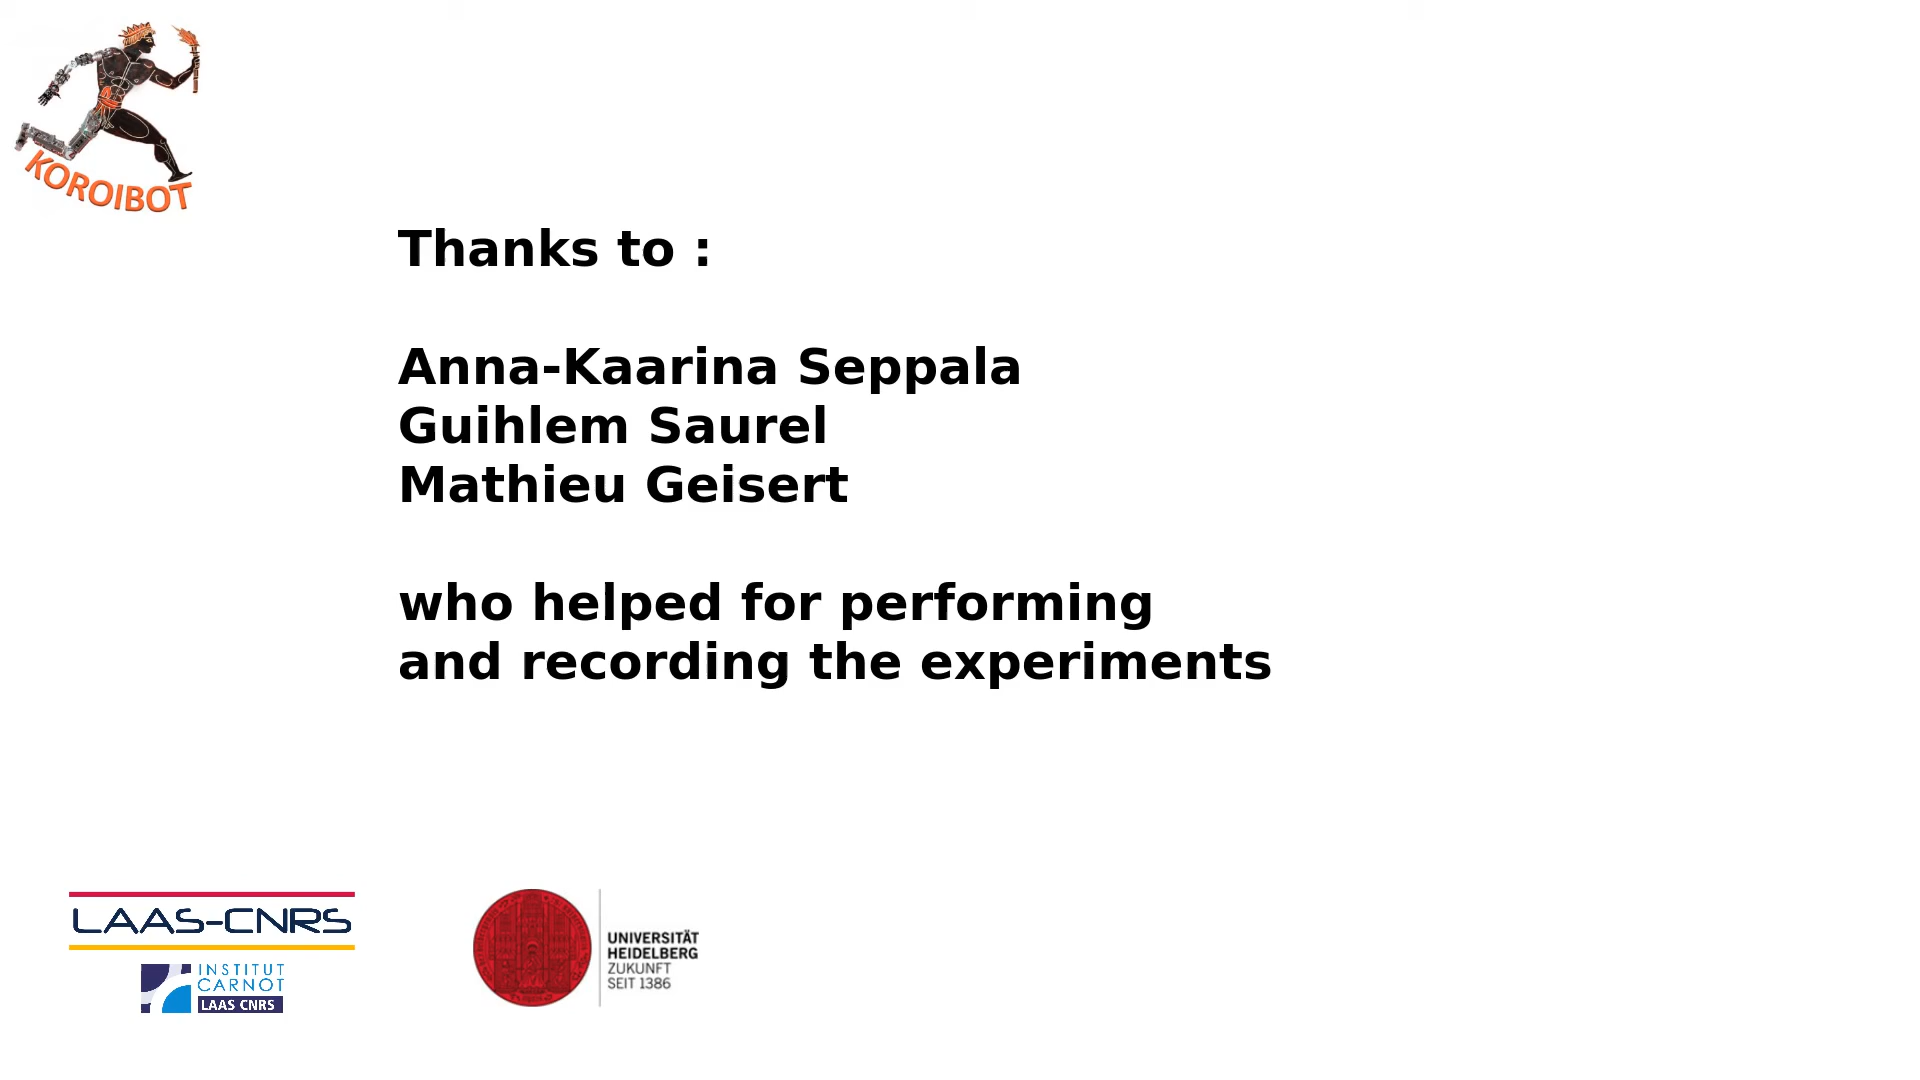 KOROIBOT
Thanks to :
Anna-Kaarina Seppala
Guihlem Saurel
Mathieu Geisert
who helped for performing
and recording the experiments
LAAS-CNRS
INSTITUT
CARNOT
LAAS CNRS
UNIVERSITÄT
HEIDELBERG
ZUKUNFT
SEIT 1386